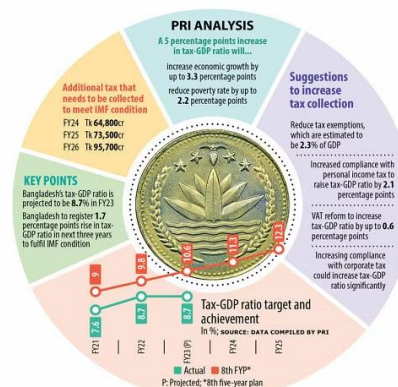 PRI ANALYSIS
A 5 percentage points increase
in tax-GDP ratio will...
increase economic growth by
up to 3.3 percentage points
reduce poverty rate by up to
2.2 percentage points
Additional tax that
needs to be collected
to meet IMF condition
FY24 Tk 64,800cr
FY25 Tk 73,500cr
FY26 Tk 95,700cr
Suggestions
to increase
tax collection
Reduce tax exemptions,
which are estimated to
be 2.3% of GDP
Increased compliance with
personal income tax to
raise tax-GDP ratio by 2.1
percentage points
VAT reform to increase
tax-GDP ratio by up to 0.6
percentage points
Increasing compliance
with corporate tax
could increase tax-GDP
ratio significantly
KEY POINTS
Bangladesh's tax-GDP ratio is
projected to be 8.7% in FY23
Bangladesh to register 1.7
percentage points rise in tax-
GDP ratio in next three years
to fulfil IMF condition
9
9.8
10.6
11.3
12.3
7.6
8.7
8.7
Tax-GDP ratio target and
achievement
In %; SOURCE: DATA COMPILED BY PRI
FY21
FY22
FY23 (P)
FY24
FY25
Actual 8th FYP*
P: Projected; *8th five-year plan